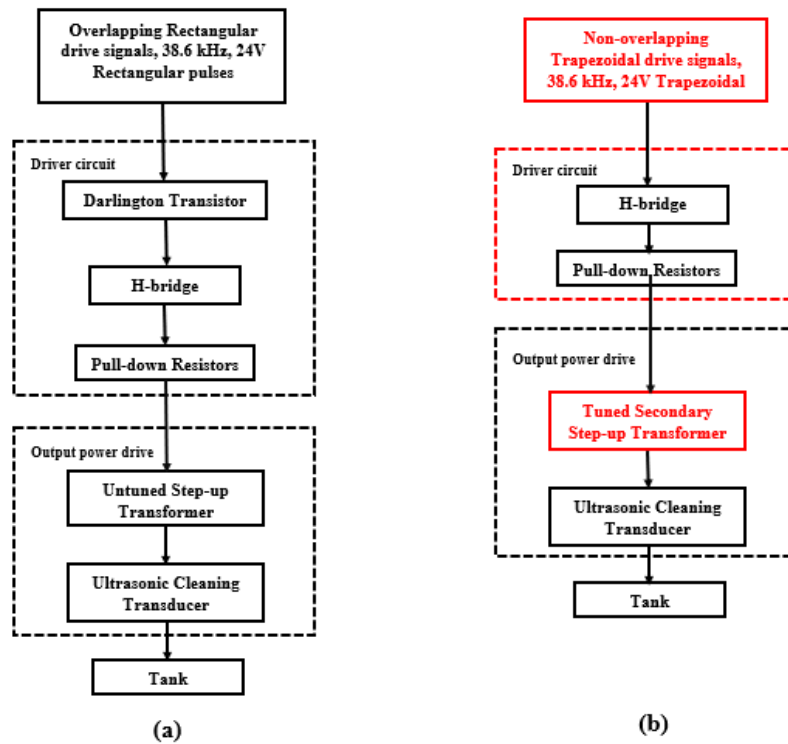 Overlapping Rectangular
drive signals, 38.6 kHz, 24V
Rectangular pulses
Driver circuit
Darlington Transistor
H-bridge
Pull-down Resistors
Output power drive
Untuned Step-up
Transformer
Ultrasonic Cleaning
Transducer
Tank
(a)
Non-overlapping
Trapezoidal drive signals,
38.6 kHz, 24V Trapezoidal
Driver circuit
H-bridge
Pull-down Resistors
Output power drive
Tuned Secondary
Step-up Transformer
Ultrasonic Cleaning
Transducer
Tank
(b)